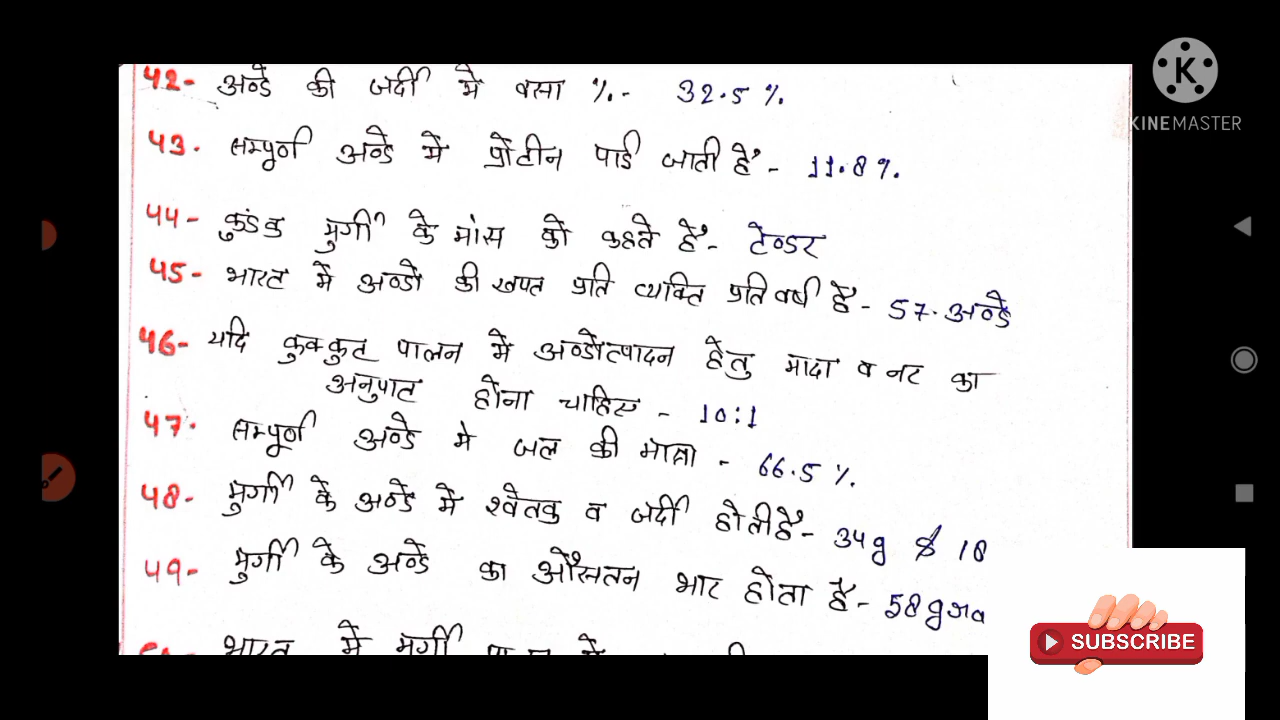 42- अण्डे की जर्दी में वसा %.- 32.5 %.
43. सम्पूर्ण अण्डे में प्रोटीन पाई जाती है - 11.8 %.
44- कुडंक मुर्गी के मांस को कहते है - टेण्डर
45- भारत में अण्डो की खपत प्रति व्यक्ति प्रतिवर्ष है - 57. अण्डे
46- यदि कुक्कुट पालन में अण्डोत्पादन हेतु मादा व नर का
अनुपात होना चाहिए - 10:1
47. सम्पूर्ण अण्डे मे जल की मात्रा - 66.5 %.
48- मुर्गी के अण्डे मे श्वेतक व जर्दी होती है - 34g & 18
49- मुर्गी के अण्डे का औसतन भार होता है - 58 g
भारत में मुर्गी
KINEMASTER
SUBSCRIBE